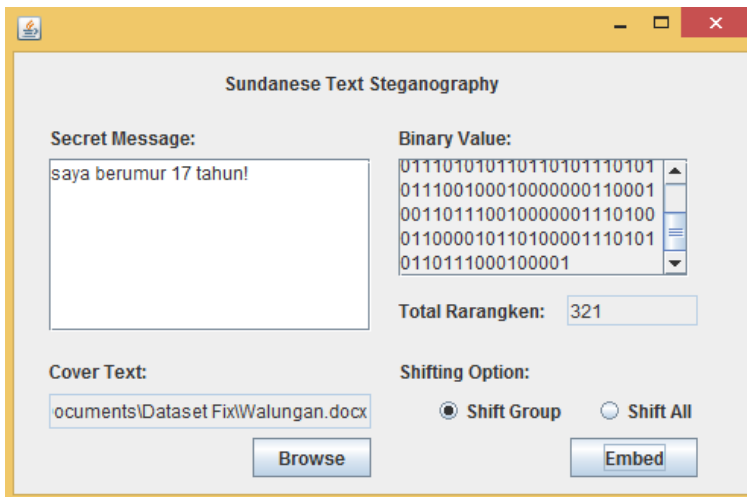 Sundanese Text Steganography
Secret Message:
saya berumur 17 tahun!
Binary Value:
011101010110110101110101
011100100010000000110001
001101110010000001110100
011000010110100001110101
0110111000100001
Total Rarangken: 321
Cover Text:
ocuments\Dataset Fix\Walungan.docx
Browse
Shifting Option:
Shift Group Shift All
Embed